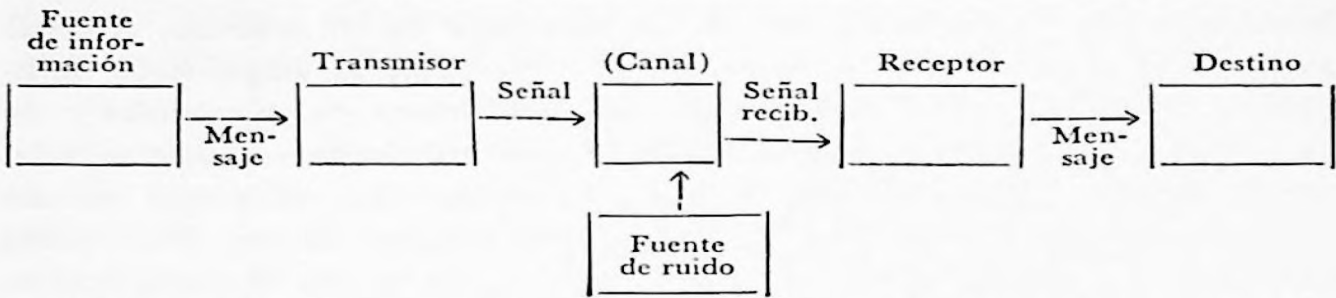 Fuente
de infor-
mación
Transmisor
(Canal)
Receptor
Destino
Men-
saje
Señal
Señal
recib.
Men-
saje
Fuente
de ruido